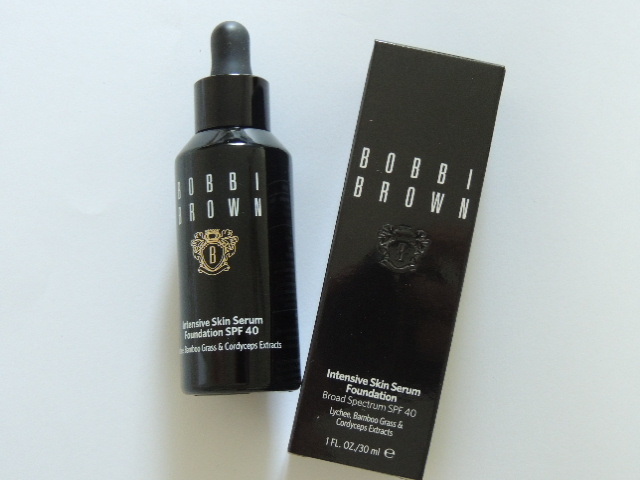 BOBBI
BROWN
B
Intensive Skin Serum
Foundation SPF 40
Bamboo Grass & Cordyceps Extracts
BOBBI
BROWN
Intensive Skin Serum
Foundation
Broad Spectrum SPF 40
Lychee, Bamboo Grass &
Cordyceps Extracts
1 FL. OZ./30 ml ℮